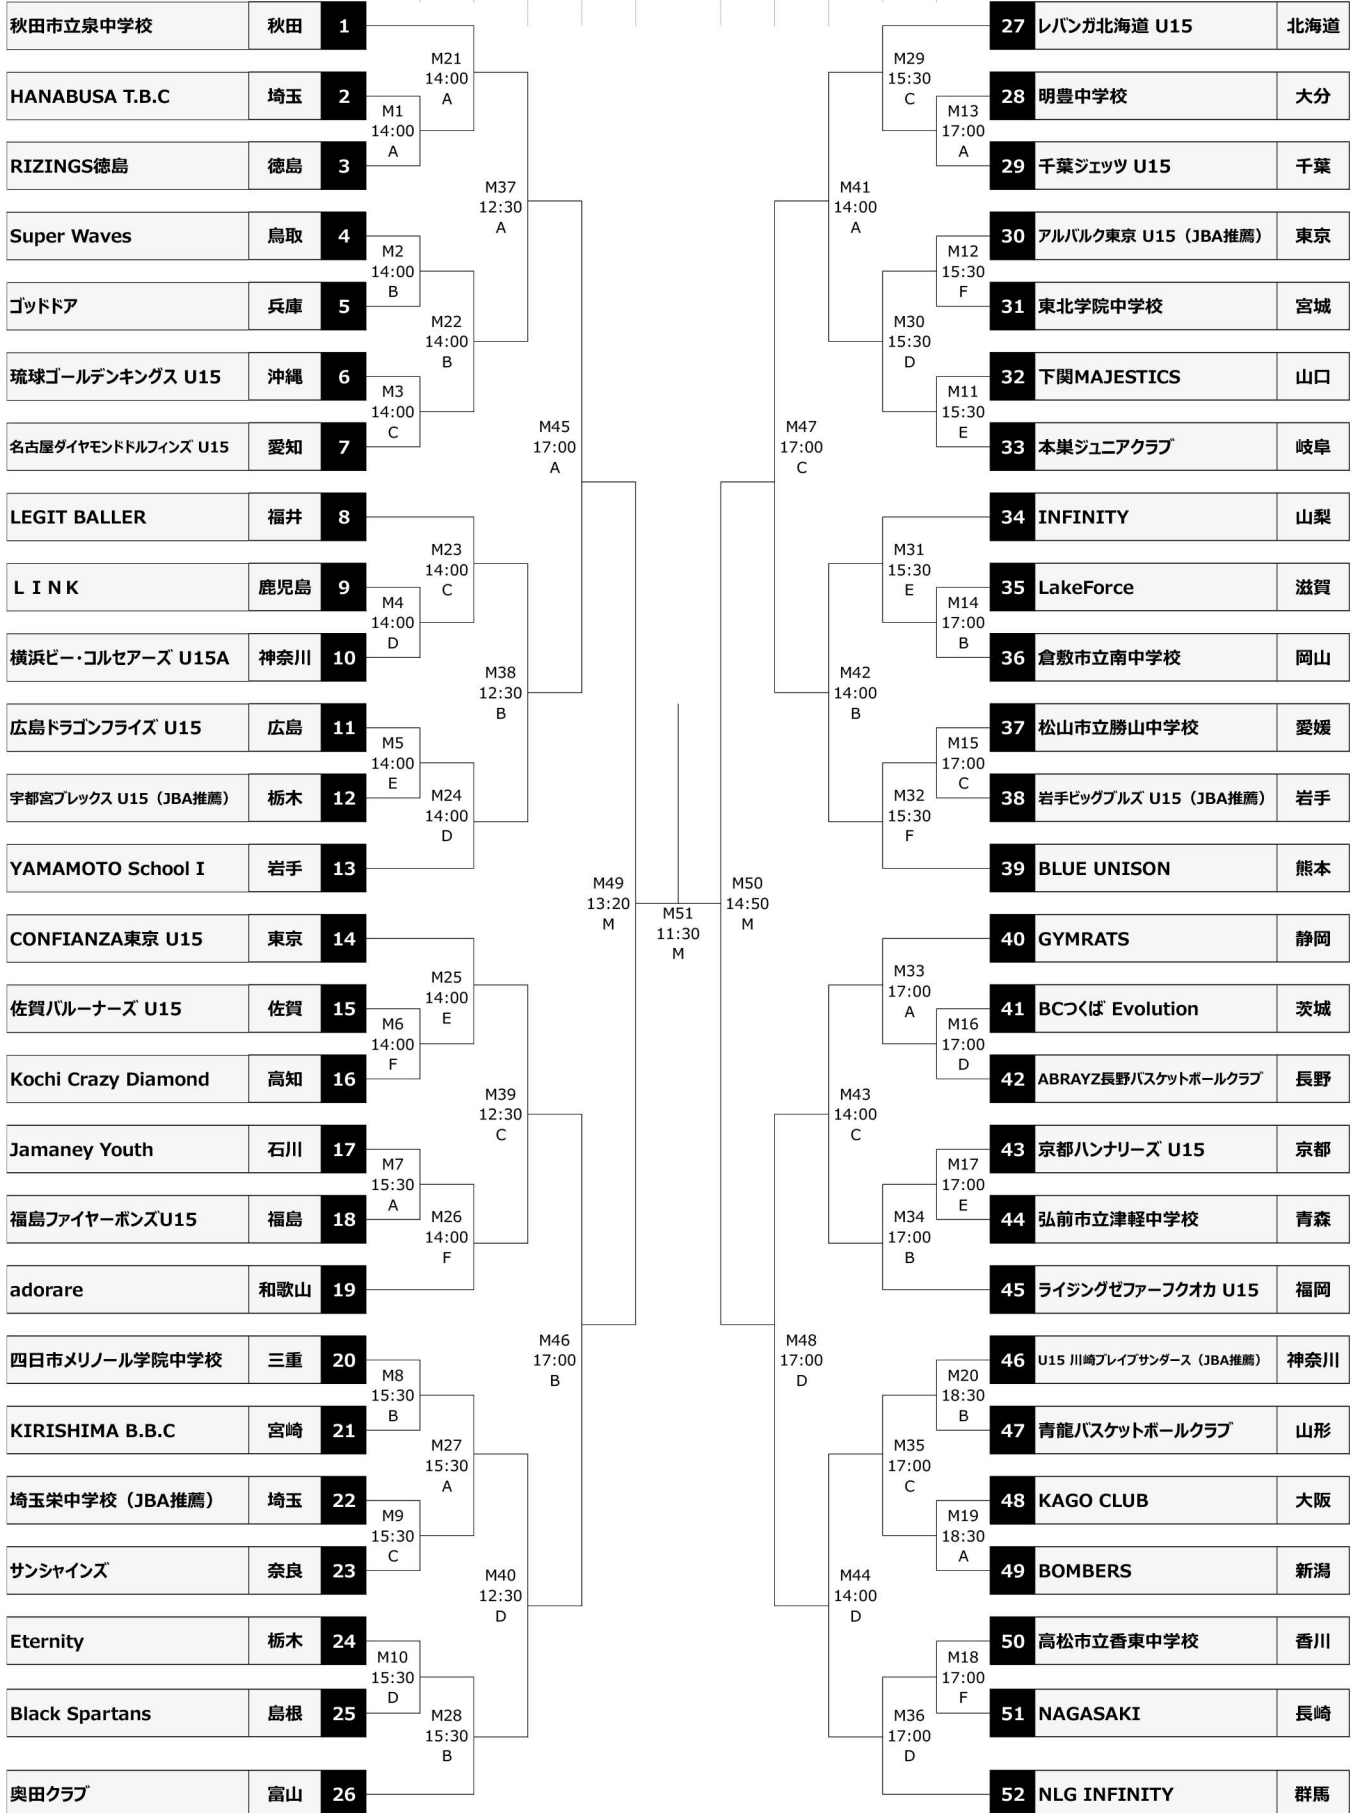 秋田市立泉中学校 秋田 1
HANABUSA T.B.C 埼玉 2
RIZINGS徳島 徳島 3
Super Waves 鳥取 4
ゴッドドア 兵庫 5
琉球ゴールデンキングス U15 沖縄 6
名古屋ダイヤモンドドルフィンズ U15 愛知 7
LEGIT BALLER 福井 8
ＬＩＮＫ 鹿児島 9
横浜ビー・コルセアーズ U15A 神奈川 10
広島ドラゴンフライズ U15 広島 11
宇都宮ブレックス U15（JBA推薦） 栃木 12
YAMAMOTO School I 岩手 13
CONFIANZA東京 U15 東京 14
佐賀バルーナーズ U15 佐賀 15
Kochi Crazy Diamond 高知 16
Jamaney Youth 石川 17
福島ファイヤーボンズU15 福島 18
adorare 和歌山 19
四日市メリノール学院中学校 三重 20
KIRISHIMA B.B.C 宮崎 21
埼玉栄中学校（JBA推薦） 埼玉 22
サンシャインズ 奈良 23
Eternity 栃木 24
Black Spartans 島根 25
奥田クラブ 富山 26
M1
14:00
A
M2
14:00
B
M3
14:00
C
M4
14:00
D
M5
14:00
E
M6
14:00
F
M7
15:30
A
M8
15:30
B
M9
15:30
C
M10
15:30
D
M21
14:00
A
M22
14:00
B
M23
14:00
C
M24
14:00
D
M25
14:00
E
M26
14:00
F
M27
15:30
A
M28
15:30
B
M37
12:30
A
M38
12:30
B
M39
12:30
C
M40
12:30
D
M45
17:00
A
M46
17:00
B
M49
13:20
M
M51
11:30
M
M50
14:50
M
M47
17:00
C
M48
17:00
D
M41
14:00
A
M42
14:00
B
M43
14:00
C
M44
14:00
D
M29
15:30
C
M30
15:30
D
M31
15:30
E
M32
15:30
F
M33
17:00
A
M34
17:00
B
M35
17:00
C
M36
17:00
D
M13
17:00
A
M12
15:30
F
M11
15:30
E
M14
17:00
B
M15
17:00
C
M16
17:00
D
M17
17:00
E
M20
18:30
B
M19
18:30
A
M18
17:00
F
27 レバンガ北海道 U15 北海道
28 明豊中学校 大分
29 千葉ジェッツ U15 千葉
30 アルバルク東京 U15（JBA推薦） 東京
31 東北学院中学校 宮城
32 下関MAJESTICS 山口
33 本巣ジュニアクラブ 岐阜
34 INFINITY 山梨
35 LakeForce 滋賀
36 倉敷市立南中学校 岡山
37 松山市立勝山中学校 愛媛
38 岩手ビッグブルズ U15（JBA推薦） 岩手
39 BLUE UNISON 熊本
40 GYMRATS 静岡
41 BCつくば Evolution 茨城
42 ABRAYZ長野バスケットボールクラブ 長野
43 京都ハンナリーズ U15 京都
44 弘前市立津軽中学校 青森
45 ライジングゼファーフクオカ U15 福岡
46 U15 川崎ブレイブサンダース（JBA推薦） 神奈川
47 青龍バスケットボールクラブ 山形
48 KAGO CLUB 大阪
49 BOMBERS 新潟
50 高松市立香東中学校 香川
51 NAGASAKI 長崎
52 NLG INFINITY 群馬